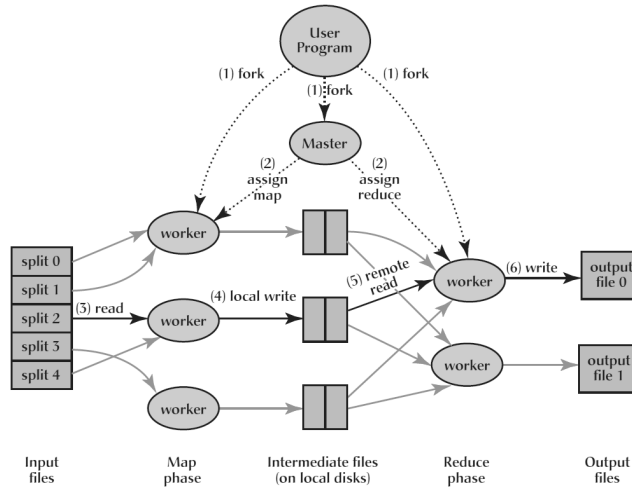 User
Program
(1) fork
(1) fork
(1) fork
Master
(2)
assign
map
(2)
assign
reduce
worker
split 0
split 1
split 2
split 3
split 4
(3) read
worker
(4) local write
(5) remote
read
worker
(6) write
output
file 0
worker
output
file 1
worker
Input
files
Map
phase
Intermediate files
(on local disks)
Reduce
phase
Output
files